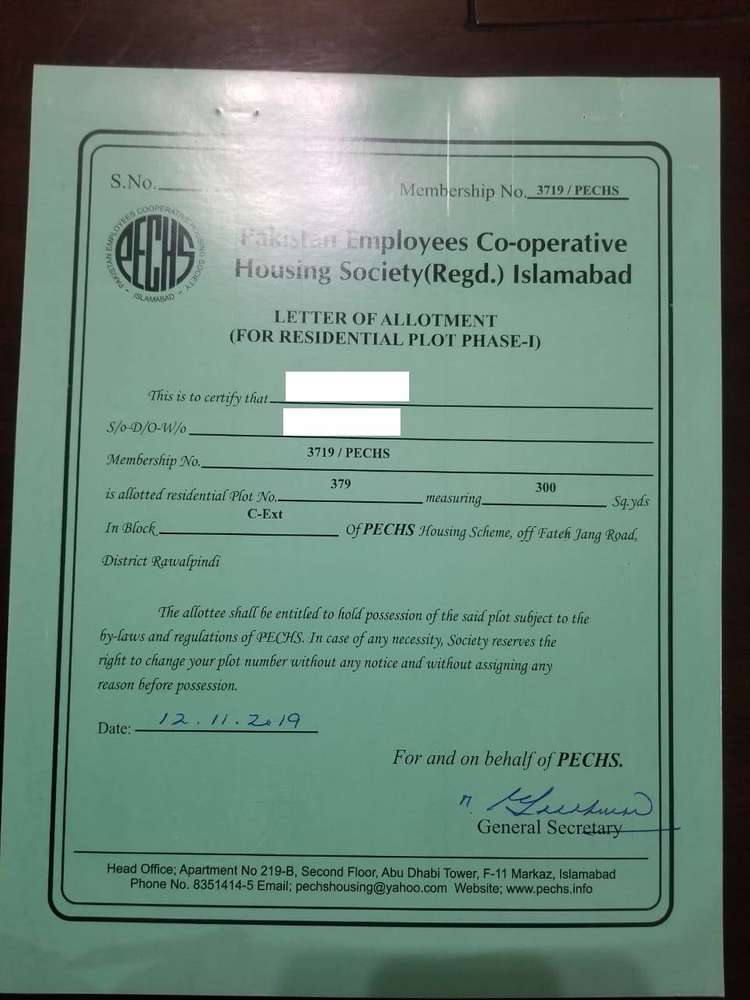 S.No.
Membership No. 3719 / PECHS
PAKISTAN EMPLOYEES COOPERATIVE HOUSING SOCIETY
PECHS
- ISLAMABAD -
Pakistan Employees Co-operative
Housing Society(Regd.) Islamabad
LETTER OF ALLOTMENT
(FOR RESIDENTIAL PLOT PHASE-I)
This is to certify that
S/o-D/O-W/o
Membership No. 3719 / PECHS
is allotted residential Plot No. 379 measuring 300 Sq.yds
In Block C-Ext Of PECHS Housing Scheme, off Fateh Jang Road,
District Rawalpindi
The allottee shall be entitled to hold possession of the said plot subject to the
by-laws and regulations of PECHS. In case of any necessity, Society reserves the
right to change your plot number without any notice and without assigning any
reason before possession.
Date: 12.11.2019
For and on behalf of PECHS.
General Secretary
Head Office; Apartment No 219-B, Second Floor, Abu Dhabi Tower, F-11 Markaz, Islamabad
Phone No. 8351414-5 Email; pechshousing@yahoo.com Website; www.pechs.info